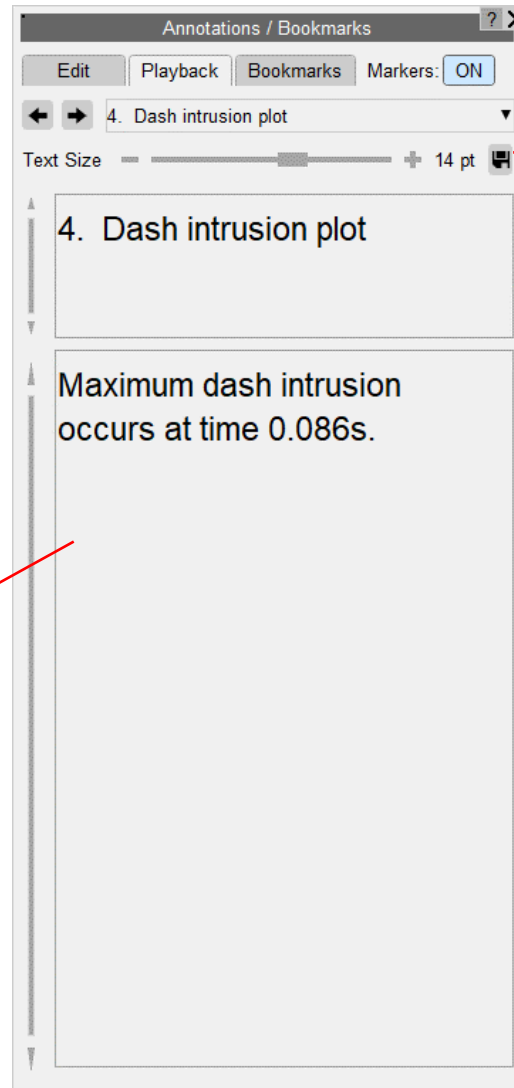 Annotations / Bookmarks ?
Edit Playback Bookmarks Markers: ON
4. Dash intrusion plot
Text Size 14 pt
4. Dash intrusion plot
Maximum dash intrusion
occurs at time 0.086s.